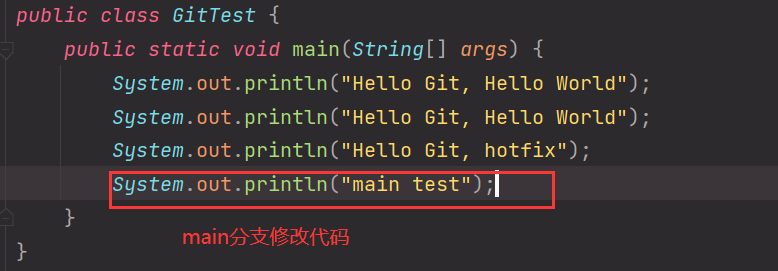 public class GitTest {
public static void main(String[] args) {
System.out.println("Hello Git, Hello World");
System.out.println("Hello Git, Hello World");
System.out.println("Hello Git, hotfix");
System.out.println("main test");
}
main分支修改代码
}